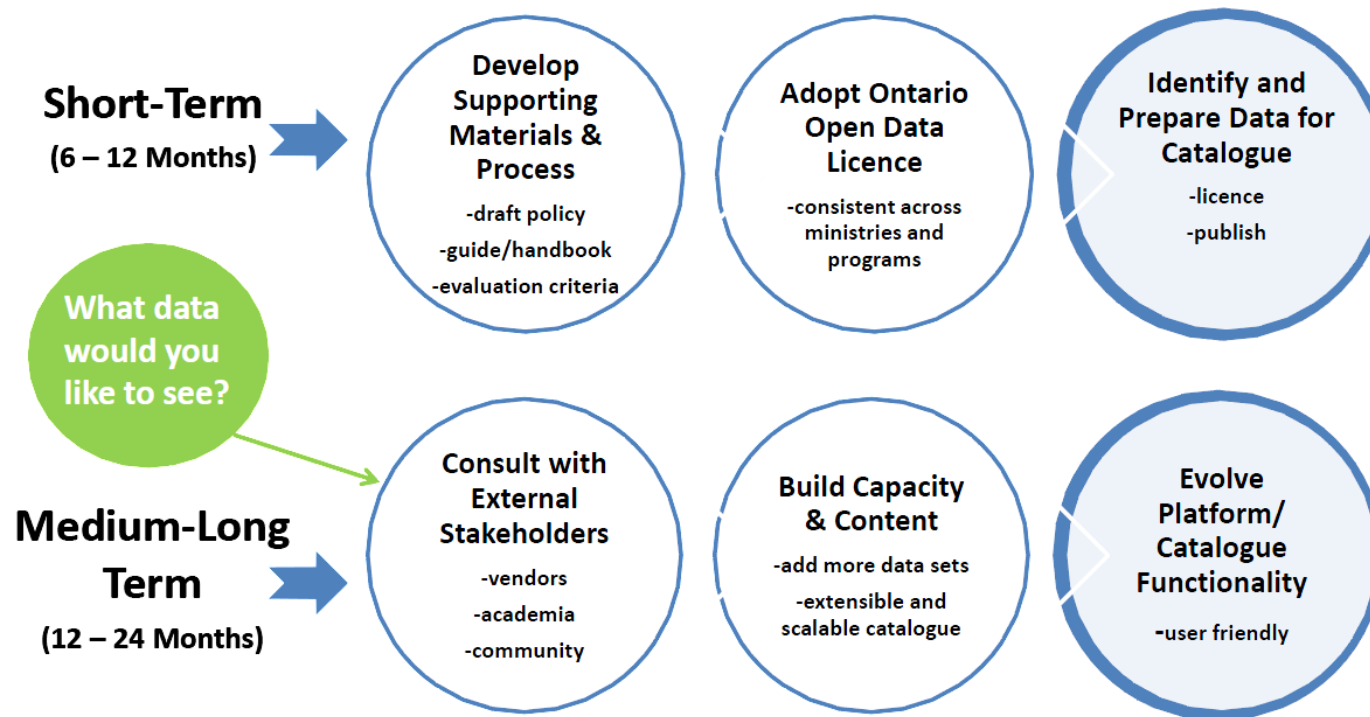 Short-Term
(6 – 12 Months)
Develop
Supporting
Materials &
Process
-draft policy
-guide/handbook
-evaluation criteria
Adopt Ontario
Open Data
Licence
-consistent across
ministries and
programs
Identify and
Prepare Data for
Catalogue
-licence
-publish
What data
would you
like to see?
Medium-Long
Term
(12 – 24 Months)
Consult with
External
Stakeholders
-vendors
-academia
-community
Build Capacity
& Content
-add more data sets
-extensible and
scalable catalogue
Evolve
Platform/
Catalogue
Functionality
-user friendly